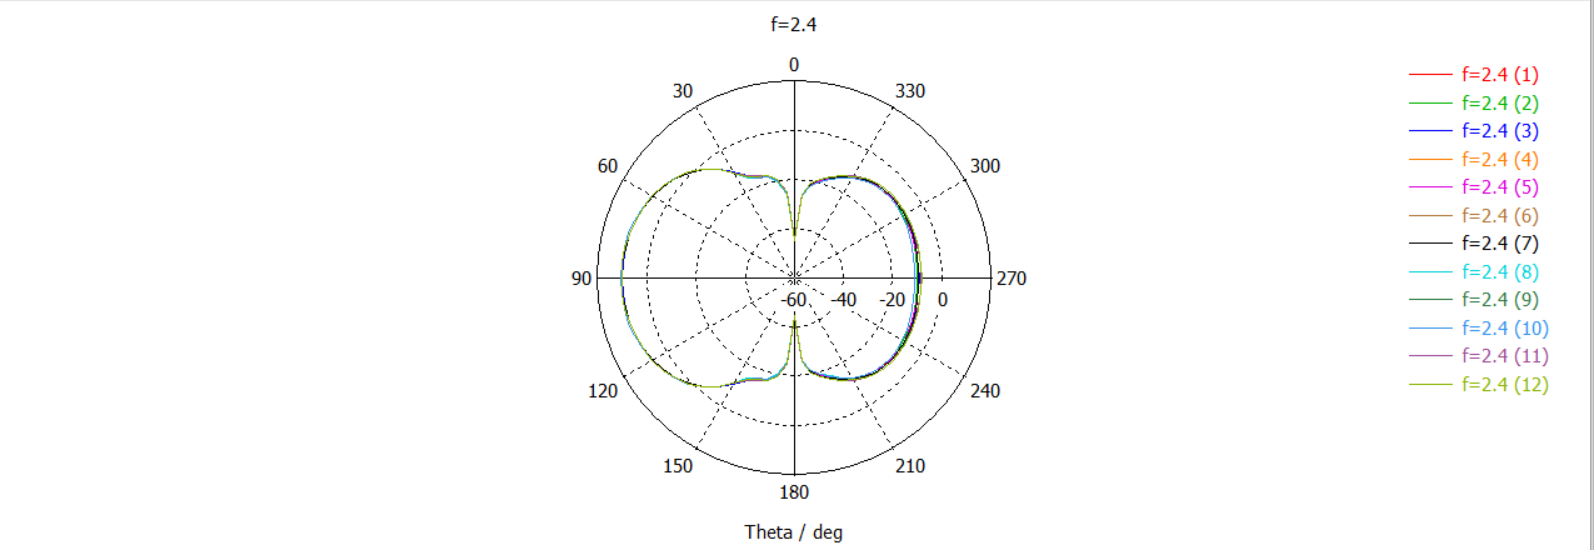 f=2.4
0
30
330
60
300
90
270
-60
-40
-20
0
120
240
150
210
180
Theta / deg
f=2.4 (1)
f=2.4 (2)
f=2.4 (3)
f=2.4 (4)
f=2.4 (5)
f=2.4 (6)
f=2.4 (7)
f=2.4 (8)
f=2.4 (9)
f=2.4 (10)
f=2.4 (11)
f=2.4 (12)